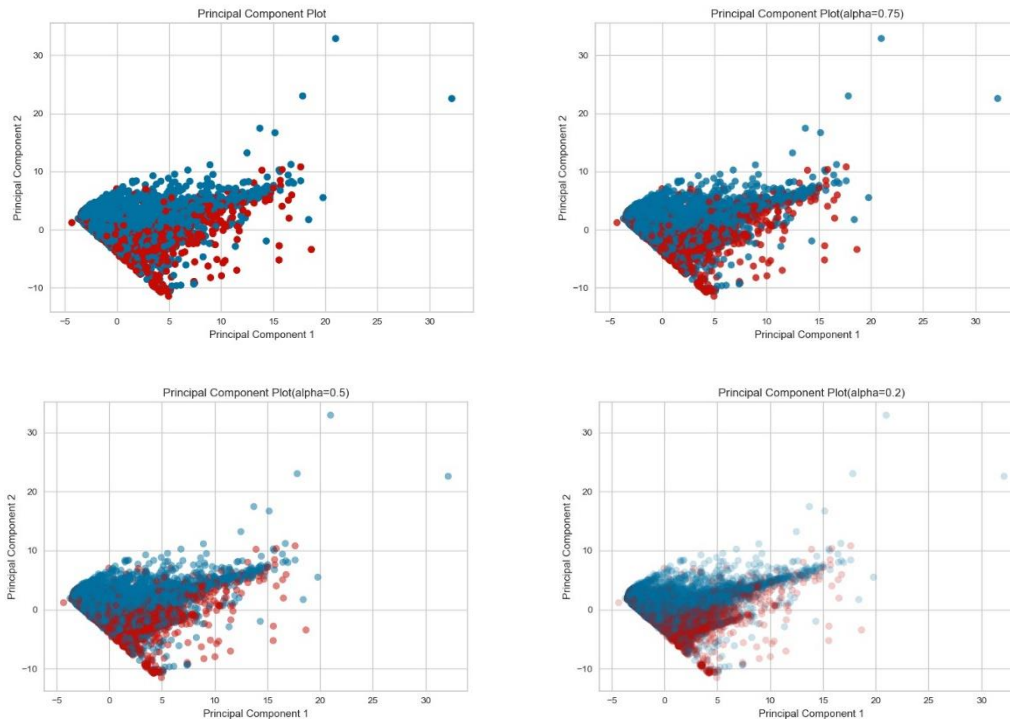 Principal Component Plot
30
20
10
0
−10
Principal Component 2
−5 0 5 10 15 20 25 30
Principal Component 1
Principal Component Plot(alpha=0.75)
30
20
10
0
−10
Principal Component 2
−5 0 5 10 15 20 25 30
Principal Component 1
Principal Component Plot(alpha=0.5)
30
20
10
0
−10
Principal Component 2
−5 0 5 10 15 20 25 30
Principal Component 1
Principal Component Plot(alpha=0.2)
30
20
10
0
−10
Principal Component 2
−5 0 5 10 15 20 25 30
Principal Component 1